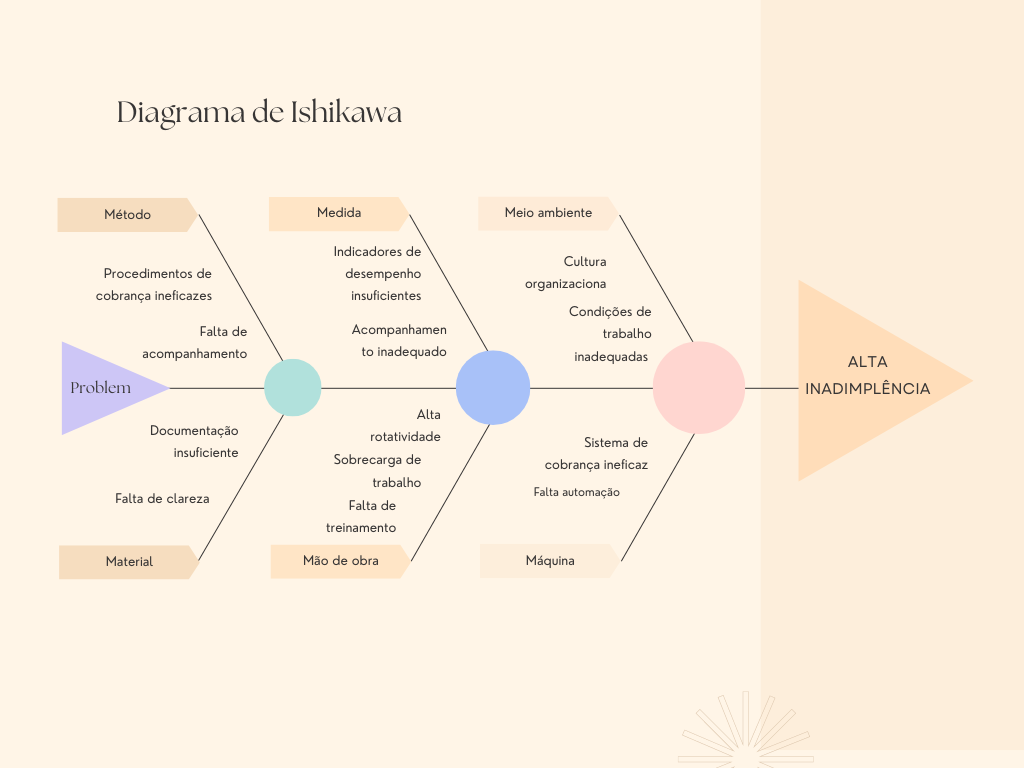 Diagrama de Ishikawa
Método
Medida
Meio ambiente
Procedimentos de
cobrança ineficazes
Falta de
acompanhamento
Indicadores de
desempenho
insuficientes
Acompanhamen
to inadequado
Cultura
organizaciona
Condições de
trabalho
inadequadas
Problem
ALTA
INADIMPLÊNCIA
Documentação
insuficiente
Falta de clareza
Alta
rotatividade
Sobrecarga de
trabalho
Falta de
treinamento
Sistema de
cobrança ineficaz
Falta automação
Material
Mão de obra
Máquina